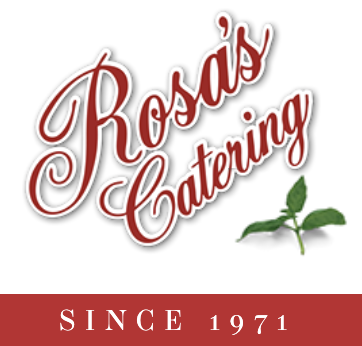 Rosa's
Catering
SINCE 1971